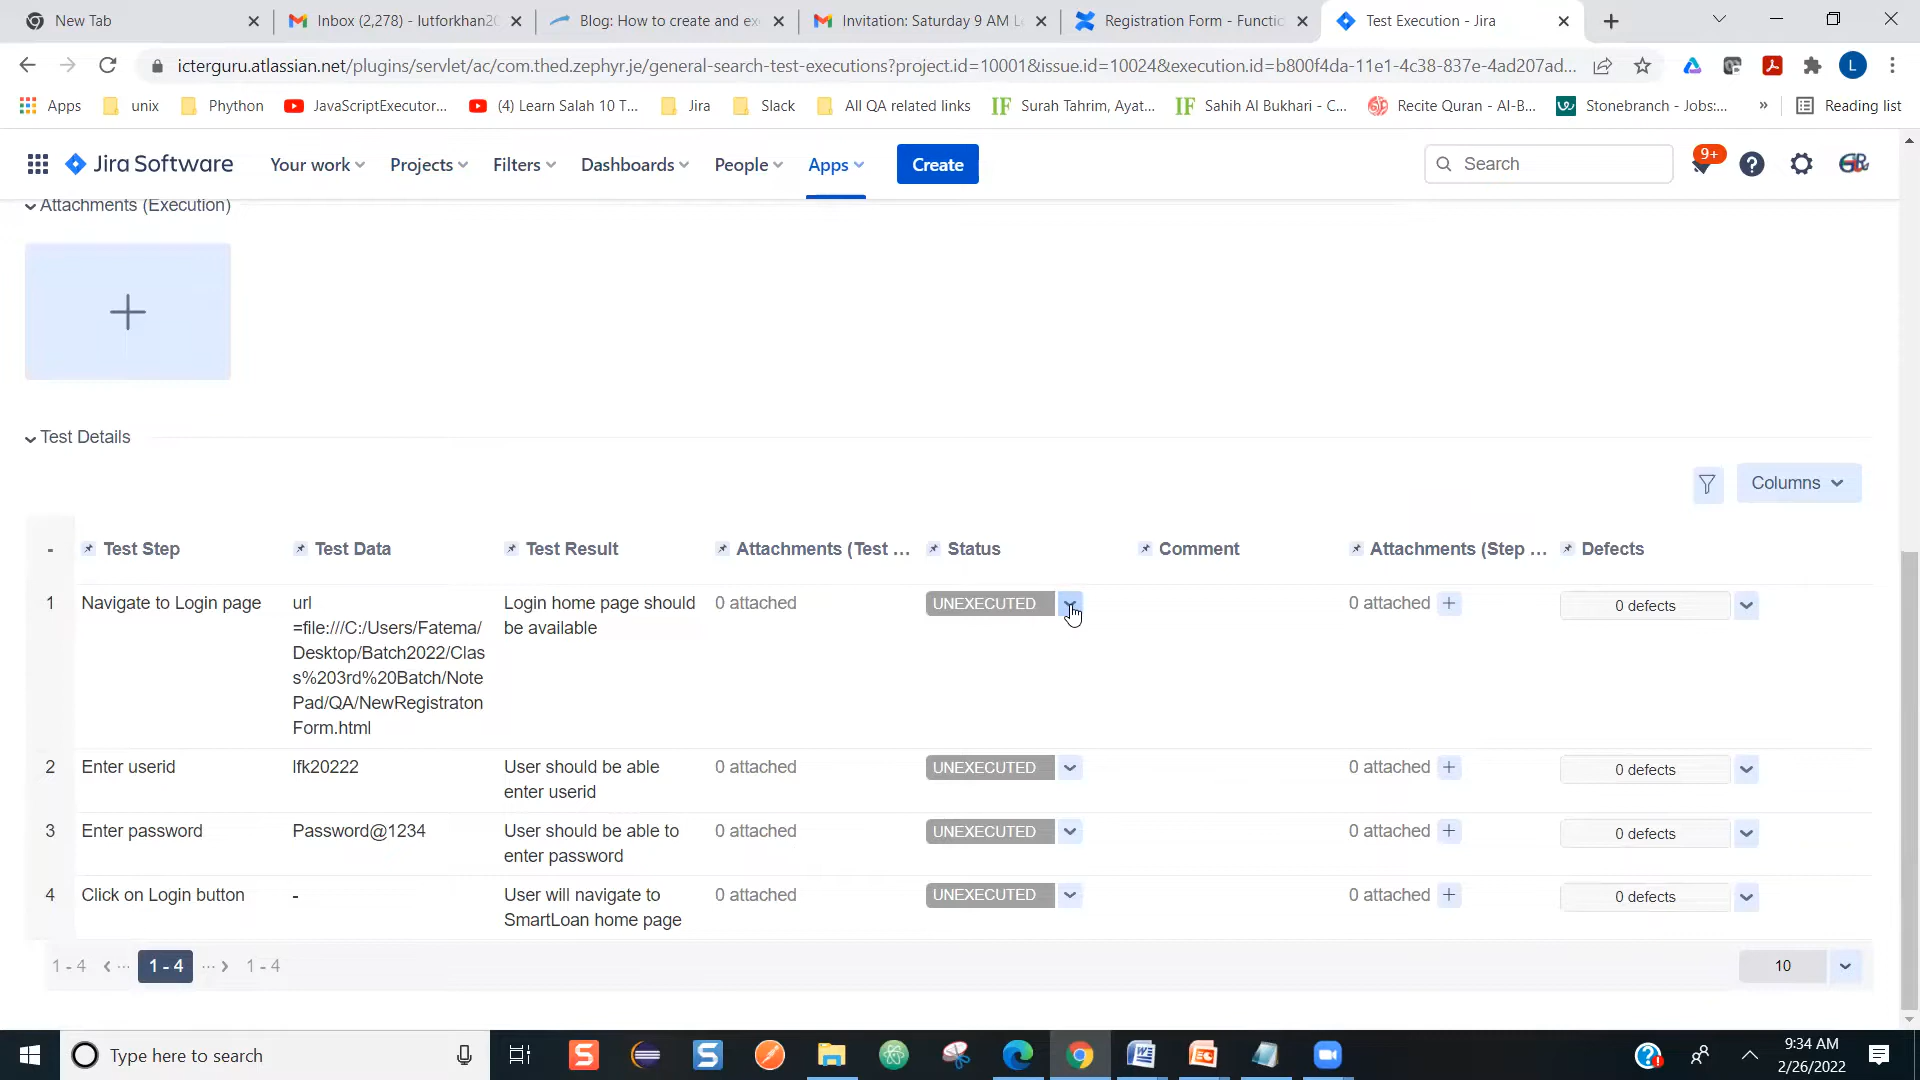 New Tab
Inbox (2,278) - lutforkhan20
Blog: How to create and exe
Invitation: Saturday 9 AM Le
Registration Form - Functio
Test Execution - Jira
icterguru.atlassian.net/plugins/servlet/ac/com.thed.zephyr.je/general-search-test-executions?project.id=10001&issue.id=10024&execution.id=b800f4da-11e1-4c38-837e-4ad207ad...
L
Apps
unix
Phython
JavaScriptExecutor...
(4) Learn Salah 10 T...
Jira
Slack
All QA related links
IF Surah Tahrim, Ayat...
IF Sahih Al Bukhari - C...
Recite Quran - Al-B...
Stonebranch - Jobs:...
»
Reading list
Jira Software
Your work
Projects
Filters
Dashboards
People
Apps
Create
Search
9+
Attachments (Execution)
Test Details
Columns
- Test Step Test Data Test Result Attachments (Test ... Status Comment Attachments (Step ... Defects
1 Navigate to Login page
url
=file:///C:/Users/Fatema/
Desktop/Batch2022/Clas
s%203rd%20Batch/Note
Pad/QA/NewRegistraton
Form.html
Login home page should
be available
0 attached
UNEXECUTED
0 attached +
0 defects
2 Enter userid
lfk20222
User should be able
enter userid
0 attached
UNEXECUTED
0 attached +
0 defects
3 Enter password
Password@1234
User should be able to
enter password
0 attached
UNEXECUTED
0 attached +
0 defects
4 Click on Login button
-
User will navigate to
SmartLoan home page
0 attached
UNEXECUTED
0 attached +
0 defects
1 - 4 ... 1 - 4 ... 1 - 4
10
Type here to search
9:34 AM
2/26/2022